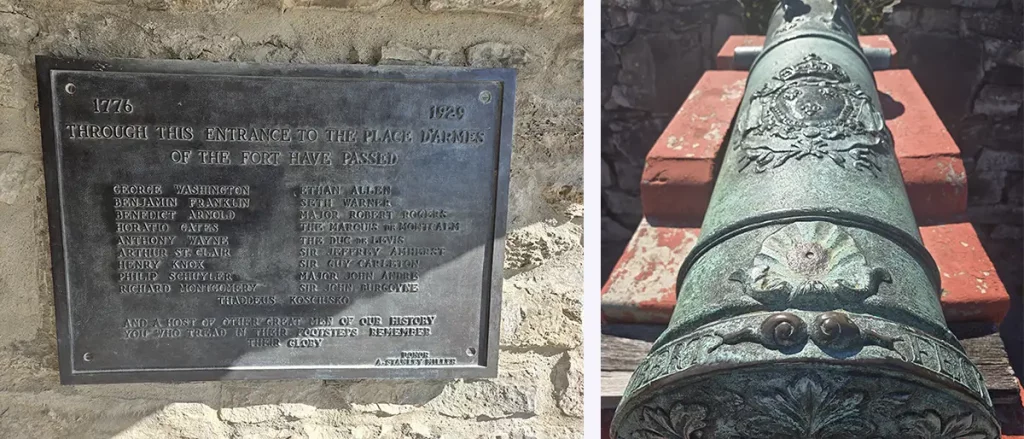 1776
1929
THROUGH THIS ENTRANCE TO THE PLACE D'ARMES
OF THE FORT HAVE PASSED
GEORGE WASHINGTON
BENJAMIN FRANKLIN
BENEDICT ARNOLD
HORATIO GATES
ANTHONY WAYNE
ARTHUR ST. CLAIR
HENRY KNOX
PHILIP SCHUYLER
RICHARD MONTGOMERY
ETHAN ALLEN
SETH WARNER
MAJOR ROBERT ROGERS
THE MARQUIS DE MONTCALM
THE DUC DE LEVIS
SIR JEFFREY AMHERST
SIR GUY CARLETON
MAJOR JOHN ANDRE
SIR JOHN BURGOYNE
THADDEUS KOSCIUSKO
AND A HOST OF OTHER GREAT MEN OF OUR HISTORY
YOU WHO TREAD IN THEIR FOOTSTEPS REMEMBER
THEIR GLORY
DONOR
A. STANLEY MILLER